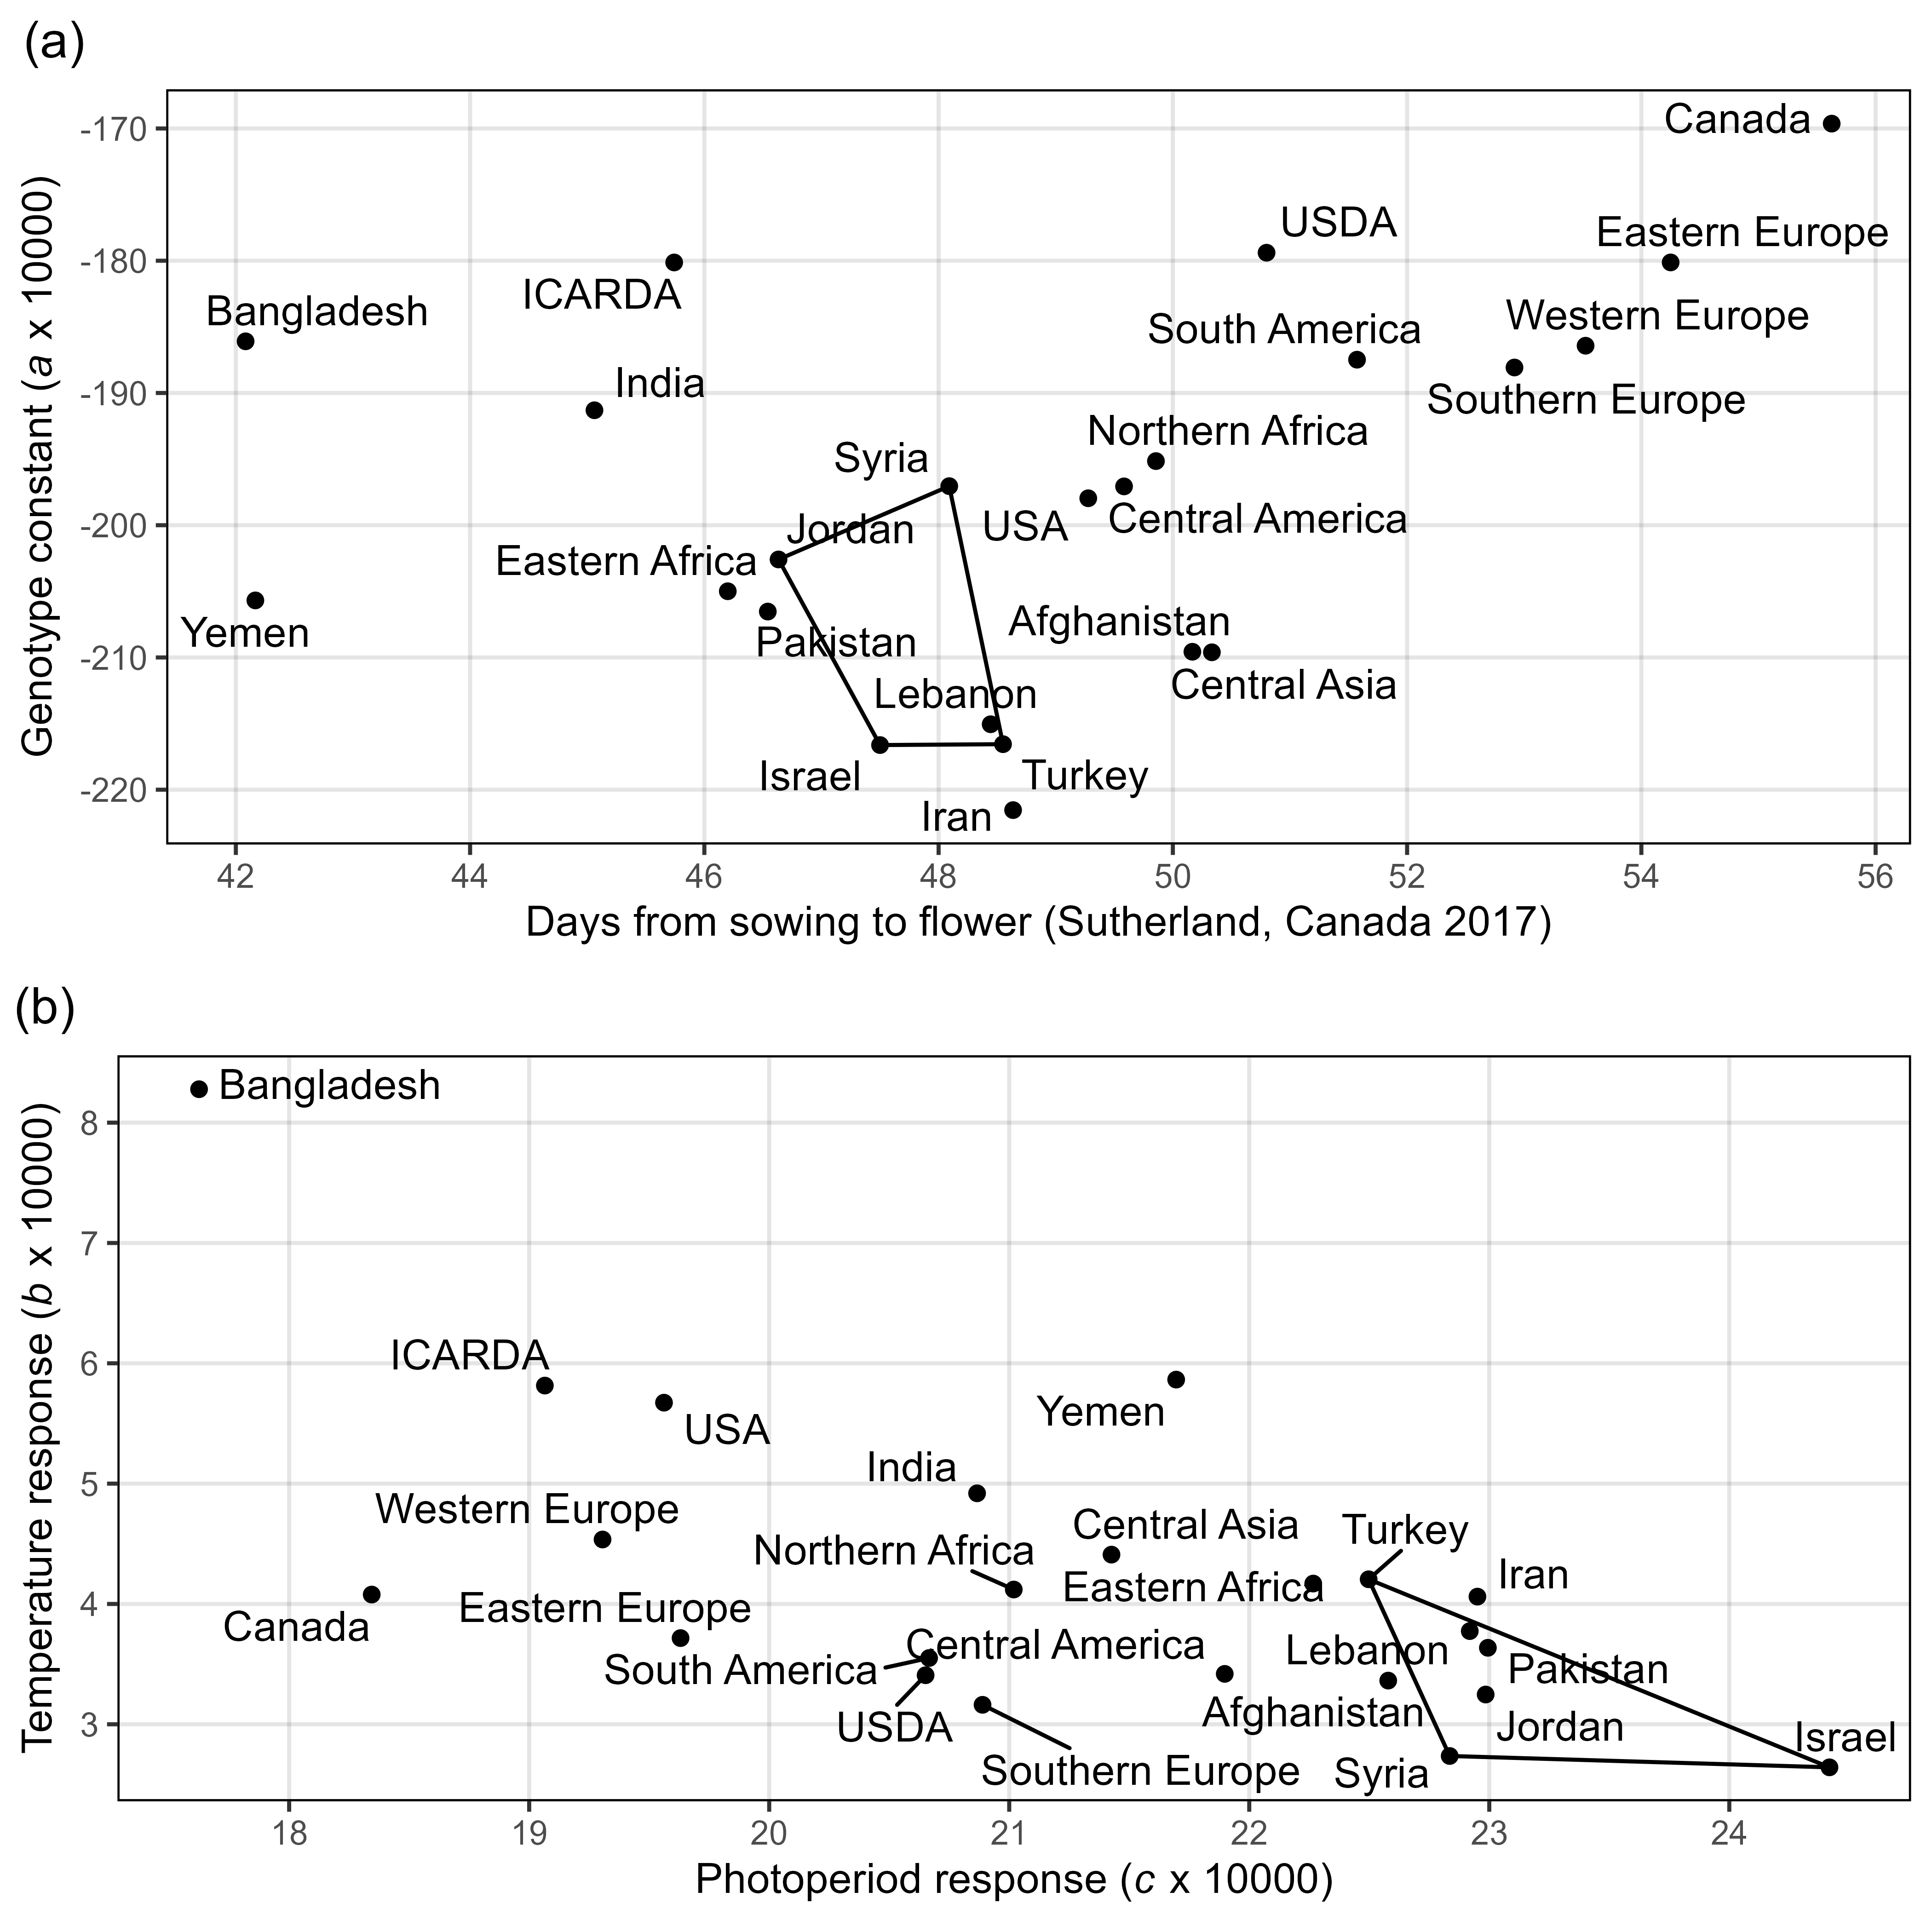 (a)
Genotype constant (a x 10000)
-170
-180
-190
-200
-210
-220
Canada
USDA
Eastern Europe
ICARDA
Bangladesh
Western Europe
South America
India
Southern Europe
Northern Africa
Syria
USA
Central America
Jordan
Eastern Africa
Afghanistan
Yemen
Pakistan
Central Asia
Lebanon
Israel
Turkey
Iran
42
44
46
48
50
52
54
56
Days from sowing to flower (Sutherland, Canada 2017)
(b)
Temperature response (b x 10000)
8
7
6
5
4
3
Bangladesh
ICARDA
USA
Yemen
India
Western Europe
Central Asia
Turkey
Northern Africa
Iran
Eastern Africa
Canada
Eastern Europe
Central America
Lebanon
South America
Pakistan
Afghanistan
USDA
Jordan
Israel
Southern Europe
Syria
18
19
20
21
22
23
24
Photoperiod response (c x 10000)